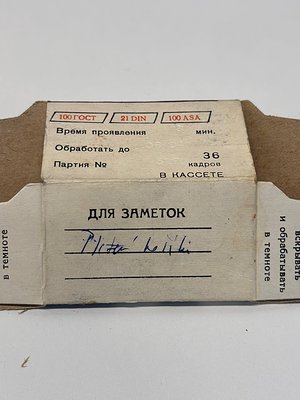 100 ГОСТ 21 DIN 100 ASA
Время проявления мин.
Обработать до 36
Партия № кадров
В КАССЕТЕ
ДЛЯ ЗАМЕТОК
в темноте
вскрывать
и обрабатывать
в темноте